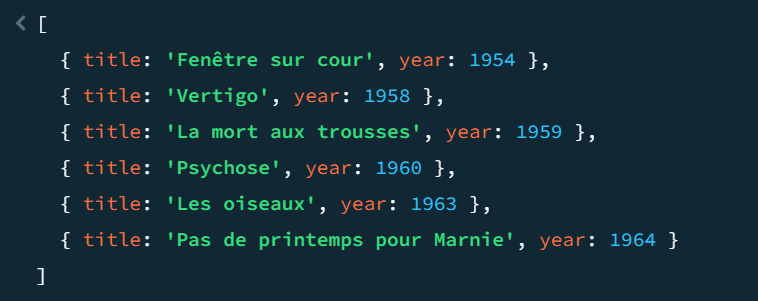 [
{ title: 'Fenêtre sur cour', year: 1954 },
{ title: 'Vertigo', year: 1958 },
{ title: 'La mort aux trousses', year: 1959 },
{ title: 'Psychose', year: 1960 },
{ title: 'Les oiseaux', year: 1963 },
{ title: 'Pas de printemps pour Marnie', year: 1964 }
]